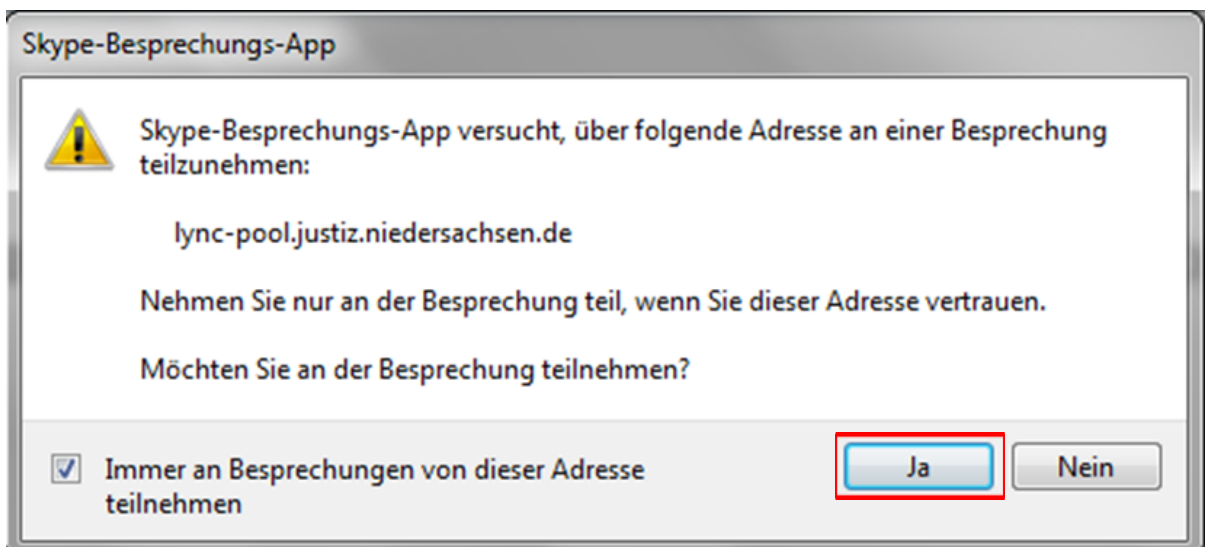 Skype-Besprechungs-App
Skype-Besprechungs-App versucht, über folgende Adresse an einer Besprechung
teilzunehmen:
lync-pool.justiz.niedersachsen.de
Nehmen Sie nur an der Besprechung teil, wenn Sie dieser Adresse vertrauen.
Möchten Sie an der Besprechung teilnehmen?
Immer an Besprechungen von dieser Adresse
teilnehmen
Ja
Nein